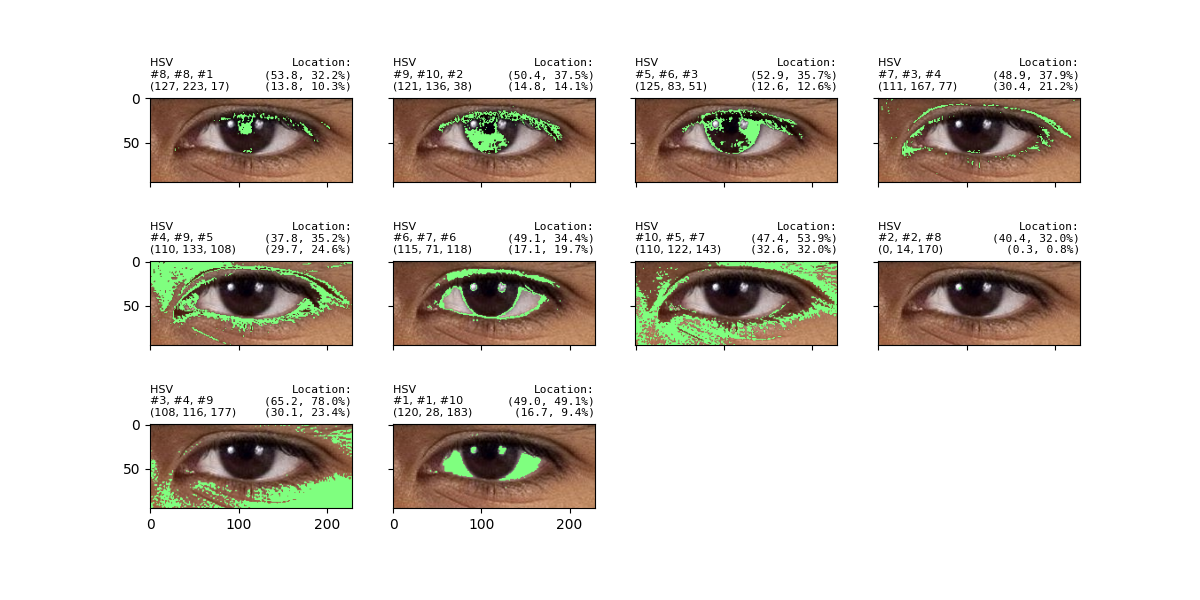 HSV Location:
#8, #8, #1 (53.8, 32.2%)
(127, 223, 17) (13.8, 10.3%)
HSV Location:
#9, #10, #2 (50.4, 37.5%)
(121, 136, 38) (14.8, 14.1%)
HSV Location:
#5, #6, #3 (52.9, 35.7%)
(125, 83, 51) (12.6, 12.6%)
HSV Location:
#7, #3, #4 (48.9, 37.9%)
(111, 167, 77) (30.4, 21.2%)
0
50
HSV Location:
#4, #9, #5 (37.8, 35.2%)
(110, 133, 108) (29.7, 24.6%)
HSV Location:
#6, #7, #6 (49.1, 34.4%)
(115, 71, 118) (17.1, 19.7%)
HSV Location:
#10, #5, #7 (47.4, 53.9%)
(110, 122, 143) (32.6, 32.0%)
HSV Location:
#2, #2, #8 (40.4, 32.0%)
(0, 14, 170) (0.3, 0.8%)
0
50
HSV Location:
#3, #4, #9 (65.2, 78.0%)
(108, 116, 177) (30.1, 23.4%)
HSV Location:
#1, #1, #10 (49.0, 49.1%)
(120, 28, 183) (16.7, 9.4%)
0
50
0 100 200
0 100 200